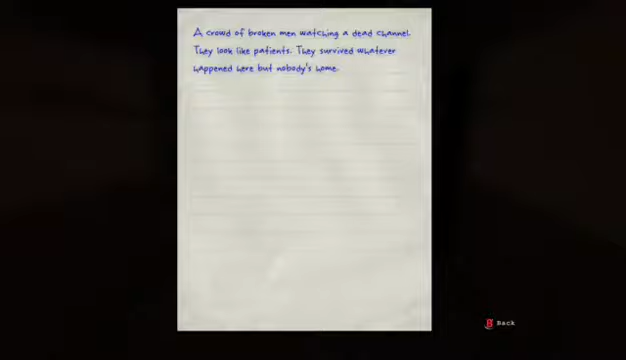 A crowd of broken men watching a dead channel.
They look like patients. They survived whatever
happened here but nobody's home.
B Back